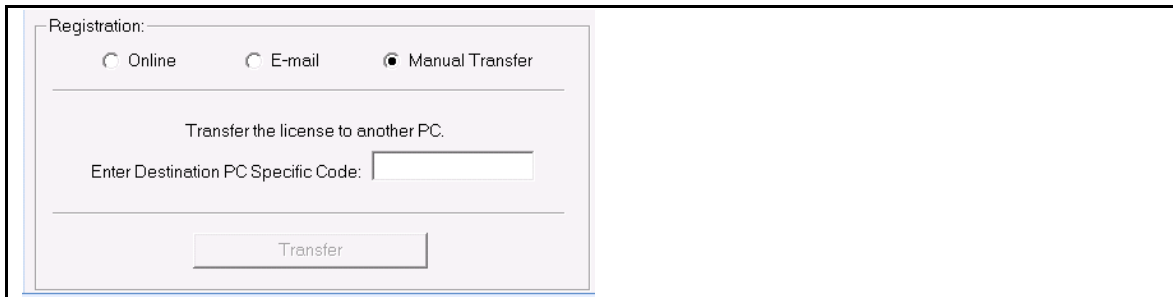 Registration:
Online E-mail Manual Transfer
Transfer the license to another PC.
Enter Destination PC Specific Code:
Transfer